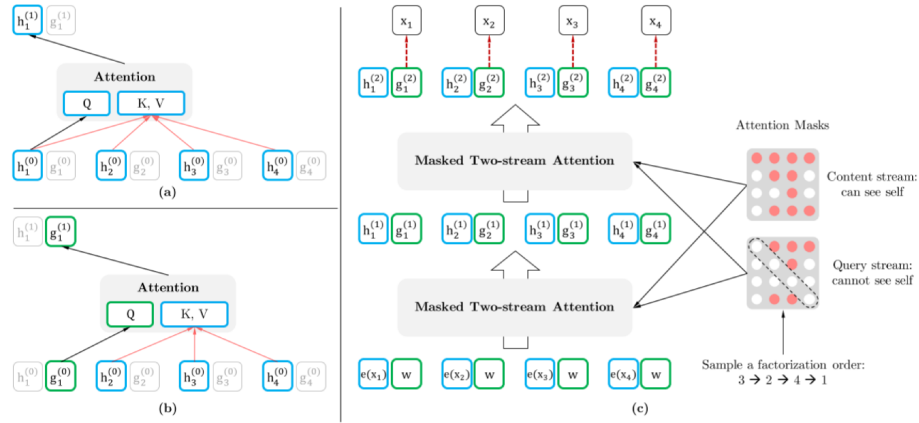 h₁⁽¹⁾ g₁⁽¹⁾
Attention
Q K, V
h₁⁽⁰⁾ g₁⁽⁰⁾ h₂⁽⁰⁾ g₂⁽⁰⁾ h₃⁽⁰⁾ g₃⁽⁰⁾ h₄⁽⁰⁾ g₄⁽⁰⁾
(a)
h₁⁽¹⁾ g₁⁽¹⁾
Attention
Q K, V
h₁⁽⁰⁾ g₁⁽⁰⁾ h₂⁽⁰⁾ g₂⁽⁰⁾ h₃⁽⁰⁾ g₃⁽⁰⁾ h₄⁽⁰⁾ g₄⁽⁰⁾
(b)
x₁ x₂ x₃ x₄
h₁⁽²⁾ g₁⁽²⁾ h₂⁽²⁾ g₂⁽²⁾ h₃⁽²⁾ g₃⁽²⁾ h₄⁽²⁾ g₄⁽²⁾
Masked Two-stream Attention
h₁⁽¹⁾ g₁⁽¹⁾ h₂⁽¹⁾ g₂⁽¹⁾ h₃⁽¹⁾ g₃⁽¹⁾ h₄⁽¹⁾ g₄⁽¹⁾
Masked Two-stream Attention
e(x₁) w e(x₂) w e(x₃) w e(x₄) w
(c)
Attention Masks
Content stream:
can see self
Query stream:
cannot see self
Sample a factorization order:
3 → 2 → 4 → 1